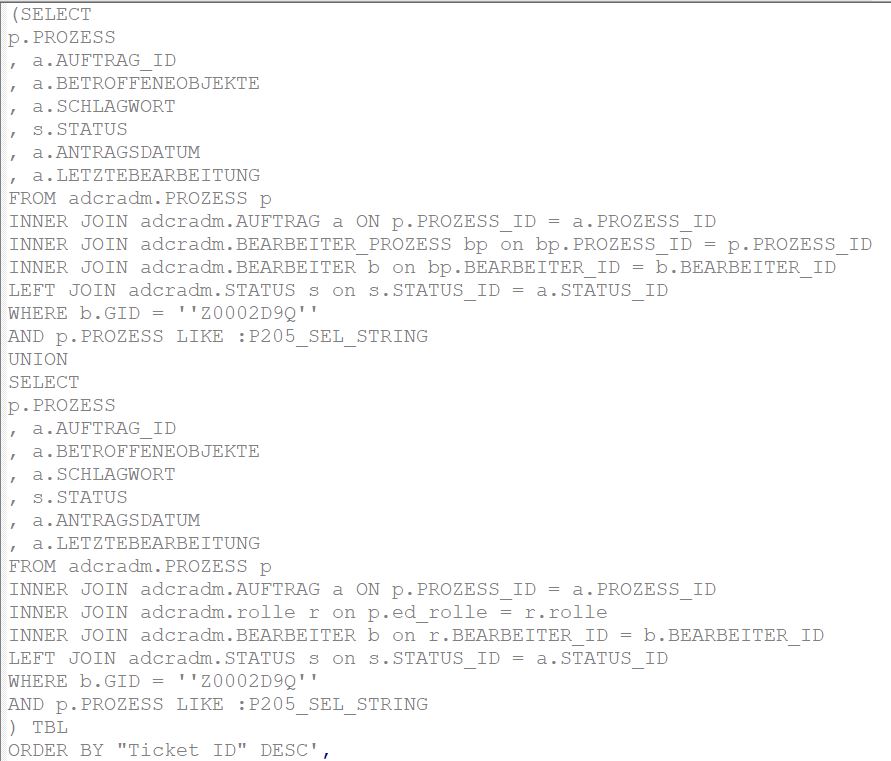 (SELECT
p.PROZESS
, a.AUFTRAG_ID
, a.BETROFFENEOBJEKTE
, a.SCHLAGWORT
, s.STATUS
, a.ANTRAGSDATUM
, a.LETZTEBEARBEITUNG
FROM adcradm.PROZESS p
INNER JOIN adcradm.AUFTRAG a ON p.PROZESS_ID = a.PROZESS_ID
INNER JOIN adcradm.BEARBEITER_PROZESS bp on bp.PROZESS_ID = p.PROZESS_ID
INNER JOIN adcradm.BEARBEITER b on bp.BEARBEITER_ID = b.BEARBEITER_ID
LEFT JOIN adcradm.STATUS s on s.STATUS_ID = a.STATUS_ID
WHERE b.GID = ''Z0002D9Q''
AND p.PROZESS LIKE :P205_SEL_STRING
UNION
SELECT
p.PROZESS
, a.AUFTRAG_ID
, a.BETROFFENEOBJEKTE
, a.SCHLAGWORT
, s.STATUS
, a.ANTRAGSDATUM
, a.LETZTEBEARBEITUNG
FROM adcradm.PROZESS p
INNER JOIN adcradm.AUFTRAG a ON p.PROZESS_ID = a.PROZESS_ID
INNER JOIN adcradm.rolle r on p.ed_rolle = r.rolle
INNER JOIN adcradm.BEARBEITER b on r.BEARBEITER_ID = b.BEARBEITER_ID
LEFT JOIN adcradm.STATUS s on s.STATUS_ID = a.STATUS_ID
WHERE b.GID = ''Z0002D9Q''
AND p.PROZESS LIKE :P205_SEL_STRING
) TBL
ORDER BY "Ticket ID" DESC',